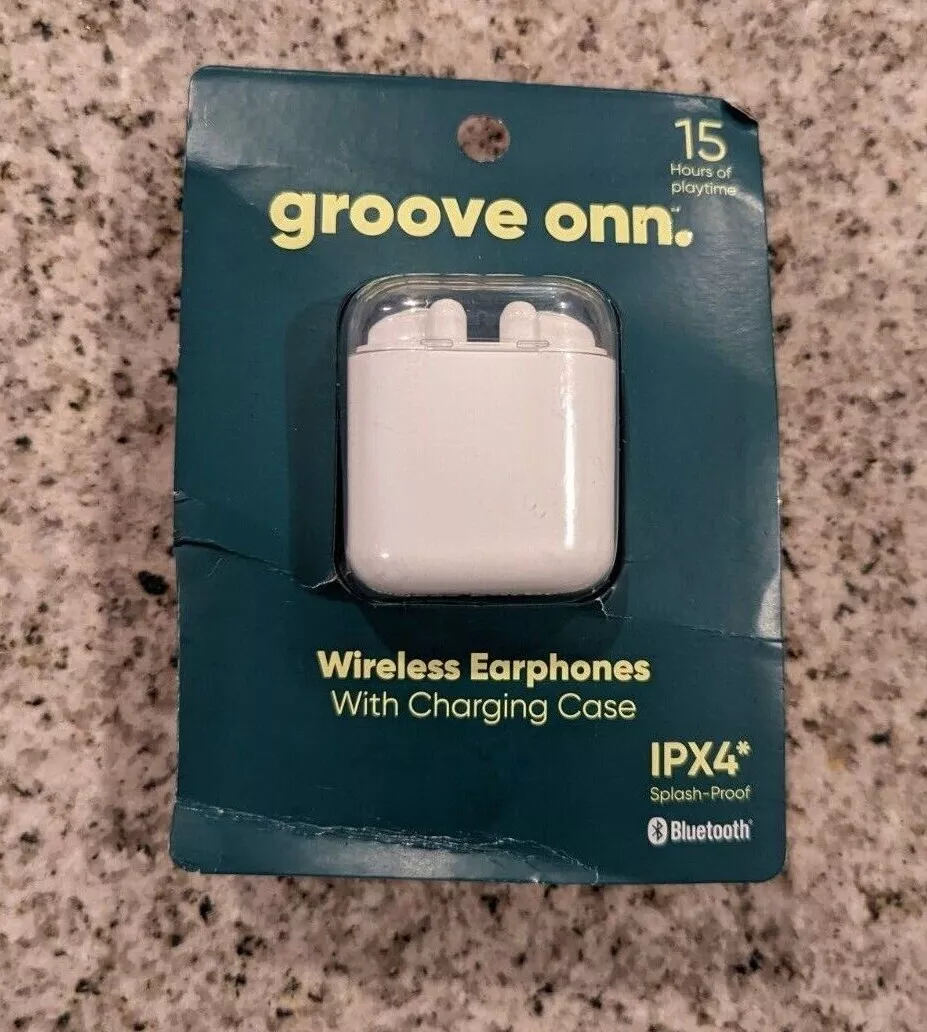 15
Hours of
playtime
groove onn.
Wireless Earphones
With Charging Case
IPX4*
Splash-Proof
Bluetooth®